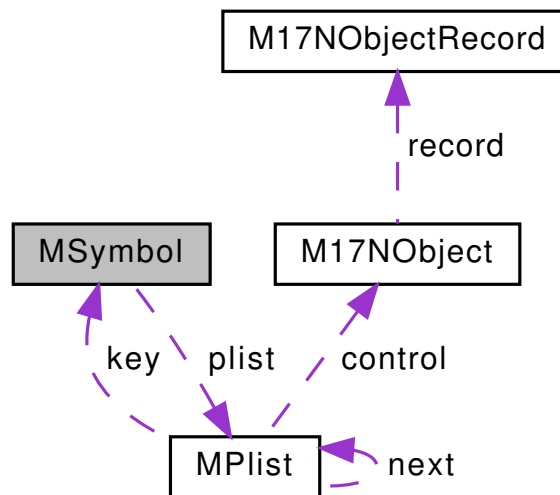 M17NObjectRecord
record
MSymbol
M17NObject
key
plist
control
MPlist
next